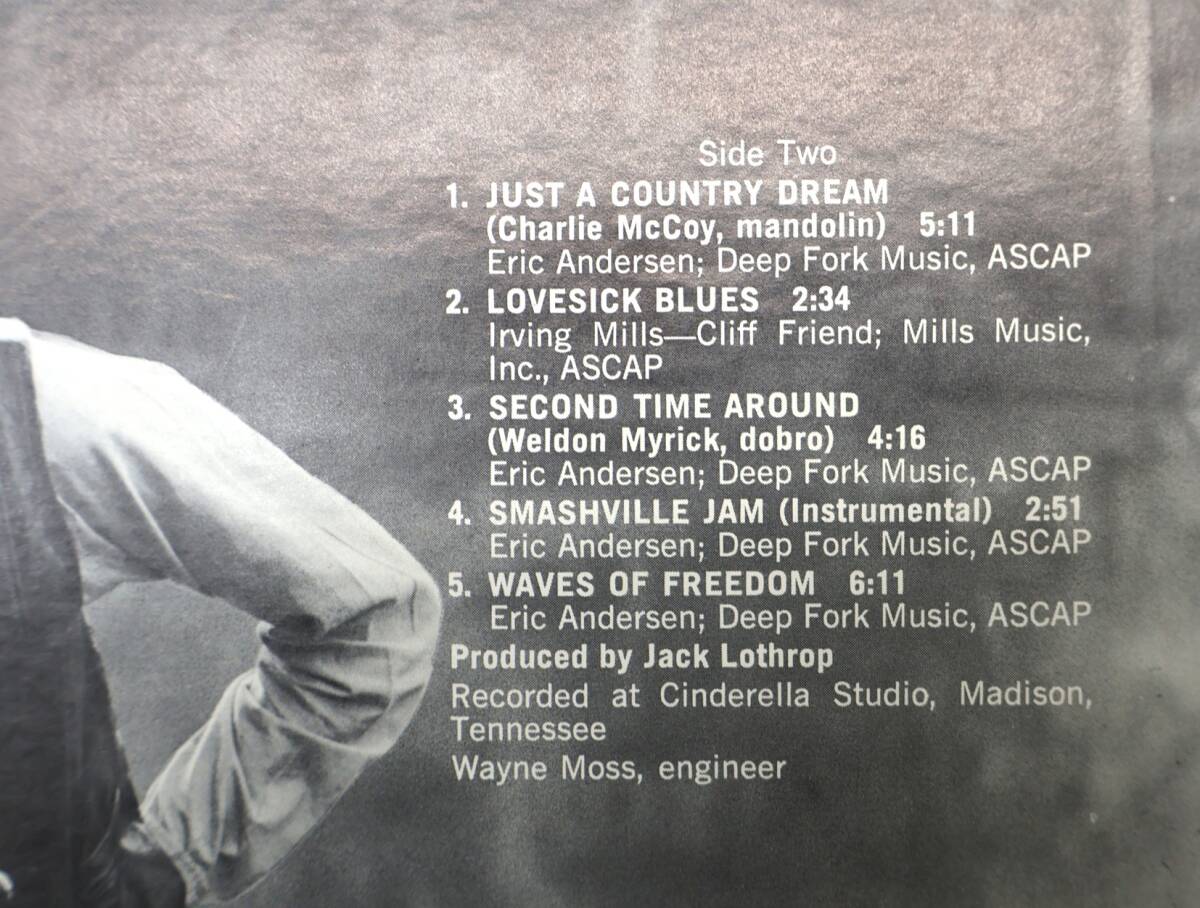 Side Two
1. JUST A COUNTRY DREAM
(Charlie McCoy, mandolin) 5:11
Eric Andersen; Deep Fork Music, ASCAP
2. LOVESICK BLUES 2:34
Irving Mills—Cliff Friend; Mills Music,
Inc., ASCAP
3. SECOND TIME AROUND
(Weldon Myrick, dobro) 4:16
Eric Andersen; Deep Fork Music, ASCAP
4. SMASHVILLE JAM (Instrumental) 2:51
Eric Andersen; Deep Fork Music, ASCAP
5. WAVES OF FREEDOM 6:11
Eric Andersen; Deep Fork Music, ASCAP
Produced by Jack Lothrop
Recorded at Cinderella Studio, Madison,
Tennessee
Wayne Moss, engineer